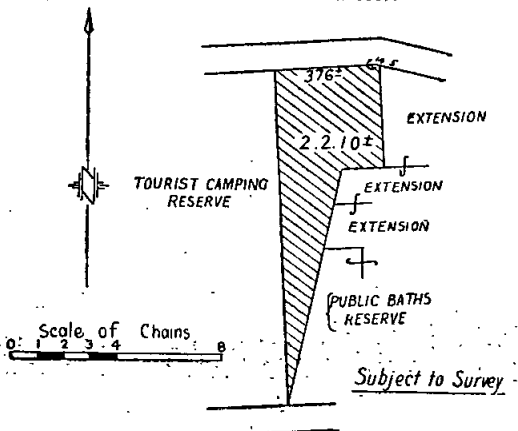 376±
EXTENSION
2.2.10±
TOURIST CAMPING
RESERVE
EXTENSION
EXTENSION
PUBLIC BATHS
RESERVE
Scale of Chains
0 1 2 3 4 8
Subject to Survey